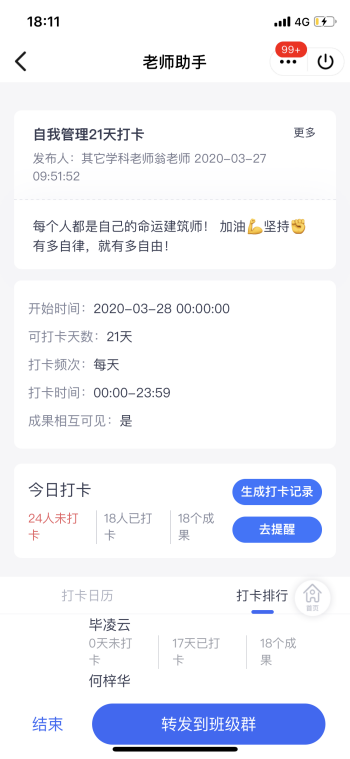 18:11
4G
老师助手
99+
自我管理21天打卡
更多
发布人：其它学科老师翁老师 2020-03-27
09:51:52
每个人都是自己的命运建筑师！ 加油💪坚持✊
有多自律，就有多自由！
开始时间：2020-03-28 00:00:00
可打卡天数：21天
打卡频次：每天
打卡时间：00:00-23:59
成果相互可见：是
今日打卡
生成打卡记录
24人未打
卡
18人已打
卡
18个成
果
去提醒
打卡日历
打卡排行
首页
毕凌云
0天未打
卡
17天已打
卡
18个成
果
何梓华
结束
转发到班级群